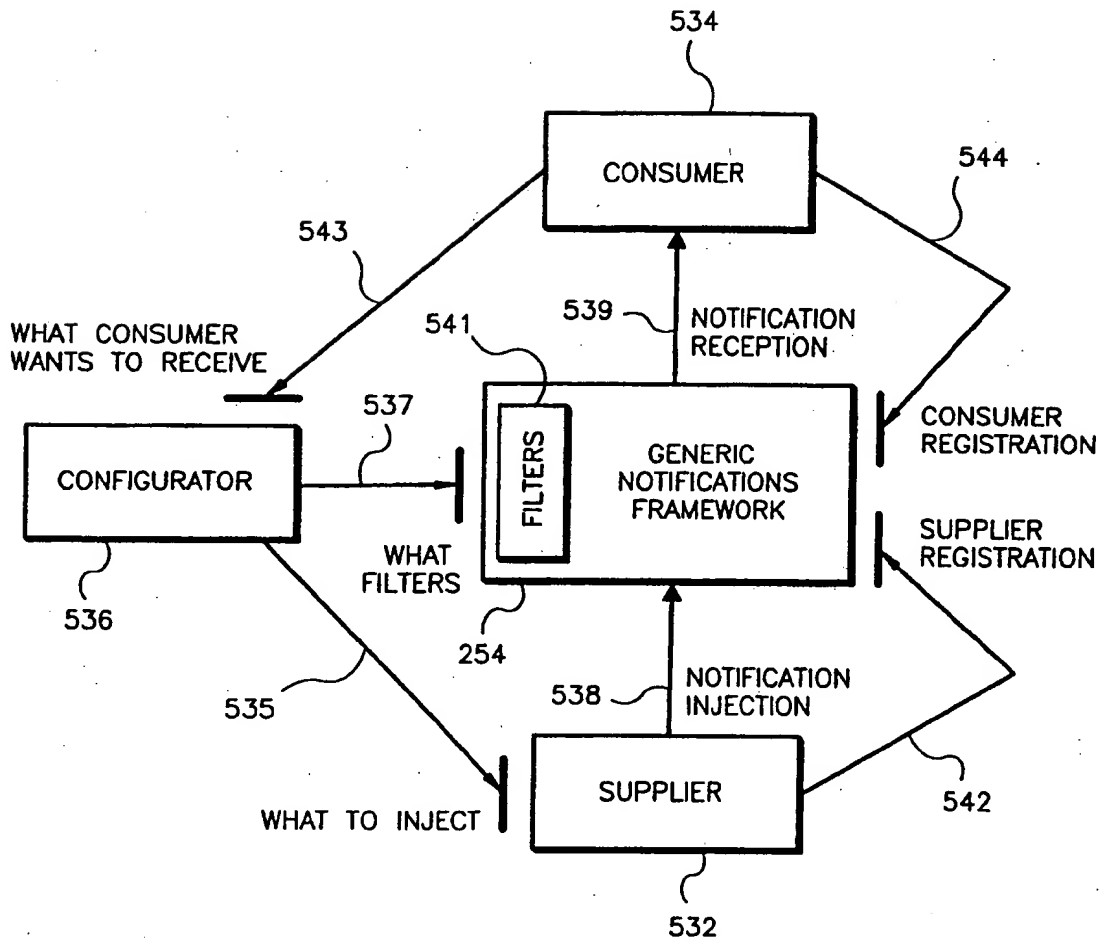 534
CONSUMER
544
543
539
NOTIFICATION
RECEPTION
WHAT CONSUMER
WANTS TO RECEIVE
541
537
CONSUMER
REGISTRATION
CONFIGURATOR
FILTERS
GENERIC
NOTIFICATIONS
FRAMEWORK
SUPPLIER
REGISTRATION
WHAT
FILTERS
536
254
535
538
NOTIFICATION
INJECTION
SUPPLIER
542
WHAT TO INJECT
532